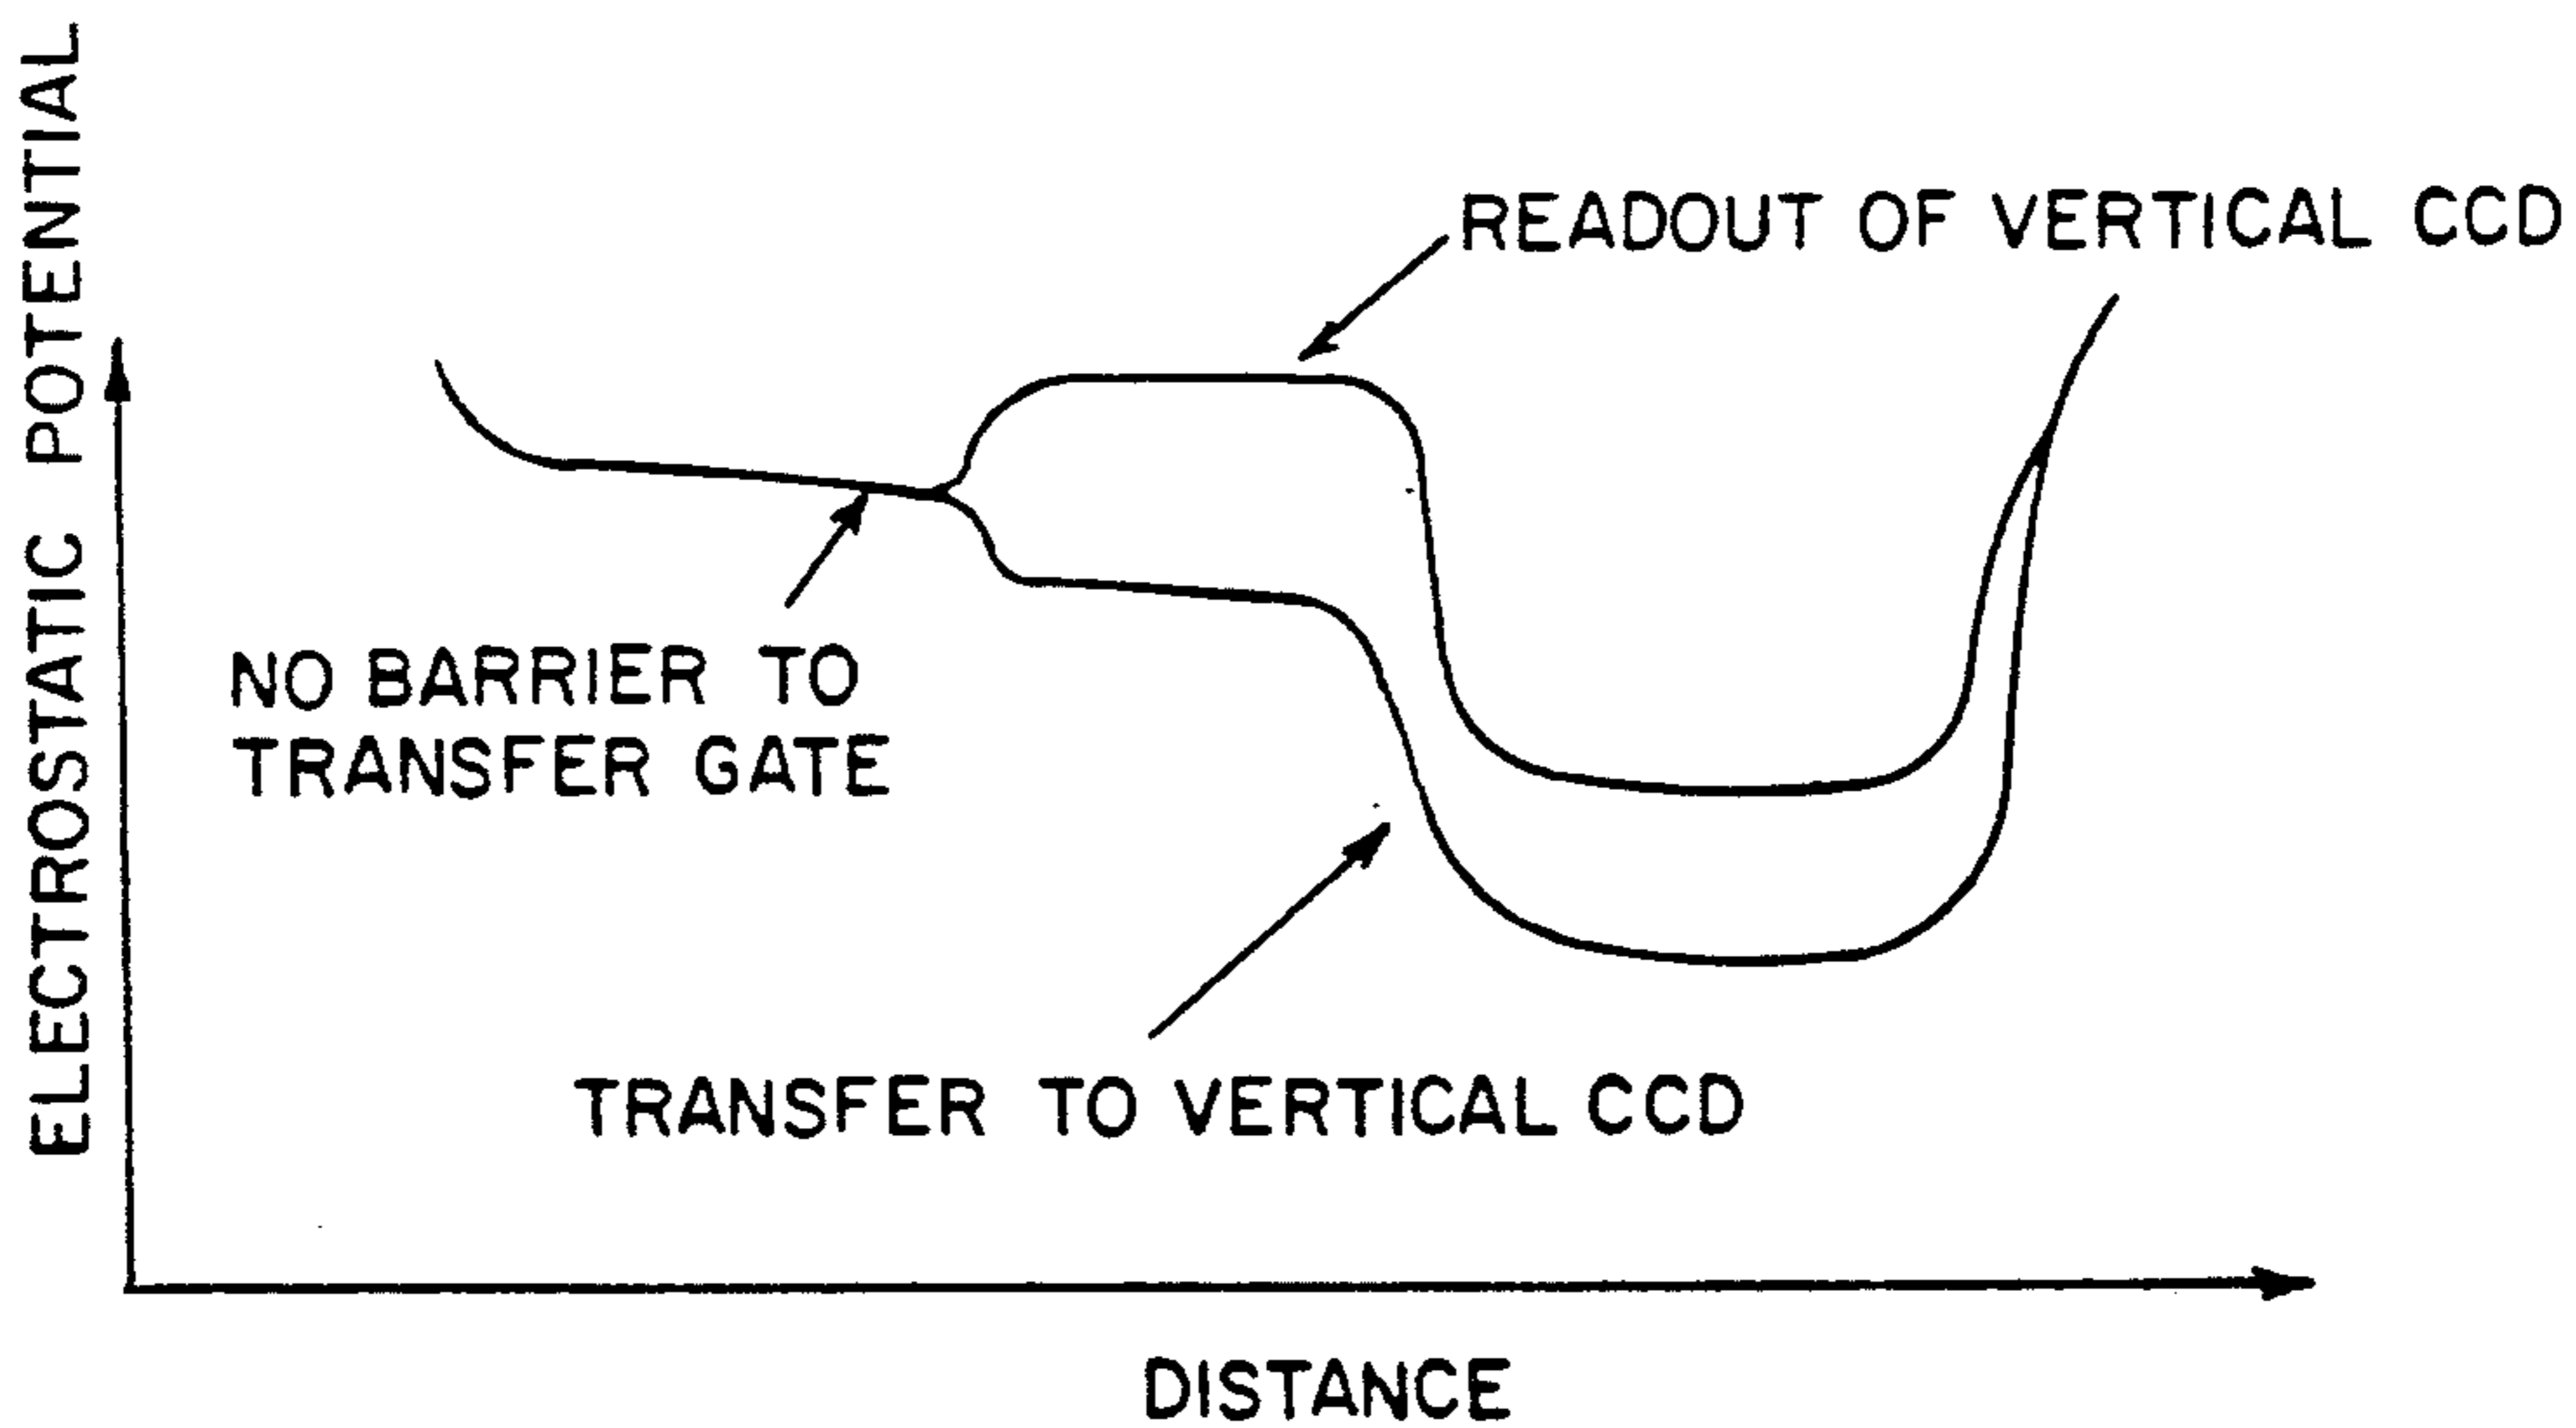 ELECTROSTATIC POTENTIAL
READOUT OF VERTICAL CCD
NO BARRIER TO
TRANSFER GATE
TRANSFER TO VERTICAL CCD
DISTANCE